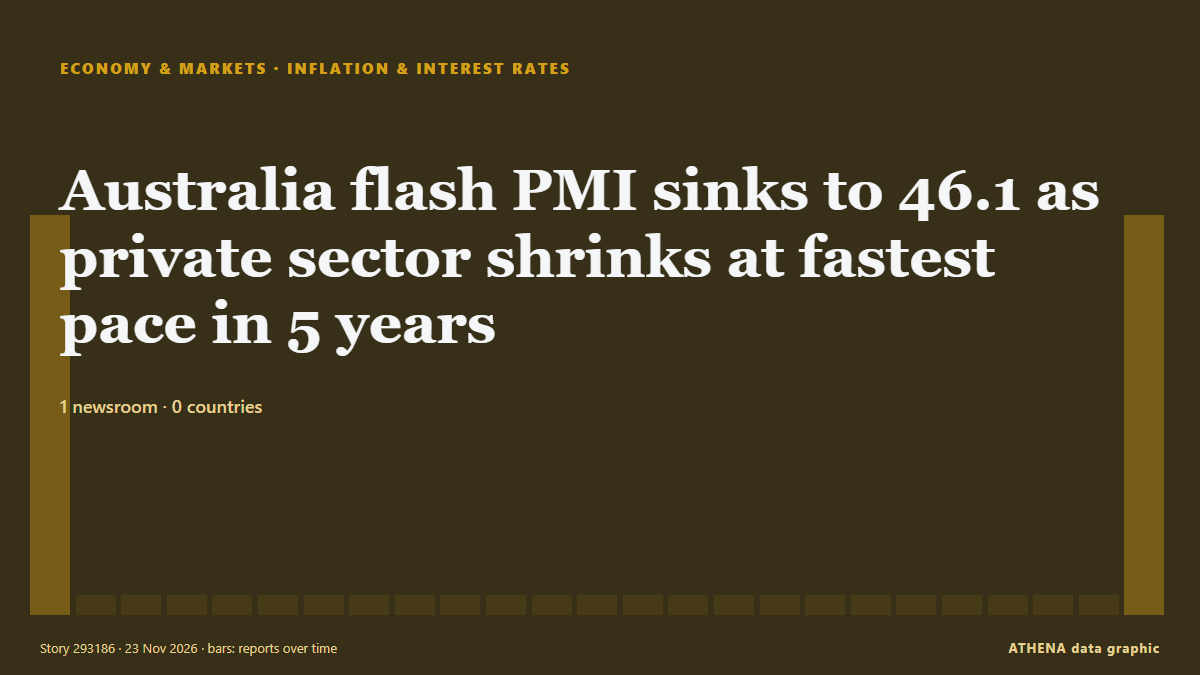 ECONOMY & MARKETS · INFLATION & INTEREST RATES
Australia flash PMI sinks to 46.1 as
private sector shrinks at fastest
pace in 5 years
1 newsroom · 0 countries
Story 293186 · 23 Nov 2026 · bars: reports over time
ATHENA data graphic